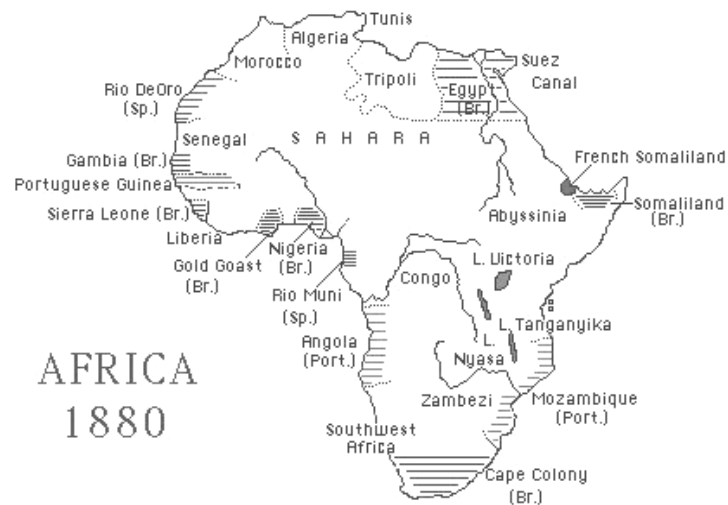 Tunis
Algeria
Morocco
Suez
Canal
Tripoli
Rio DeOro
(Sp.)
Egypt
(Br.)
Senegal
SAHARA
Gambia (Br.)
French Somaliland
Portuguese Guinea
Sierra Leone (Br.)
Abyssinia
Somaliland
(Br.)
Liberia
Nigeria
(Br.)
Gold Goast
(Br.)
L. Victoria
Congo
Rio Muni
(Sp.)
L. Tanganyika
Angola
(Port.)
L.
Nyasa
AFRICA
1880
Zambezi
Mozambique
(Port.)
Southwest
Africa
Cape Colony
(Br.)